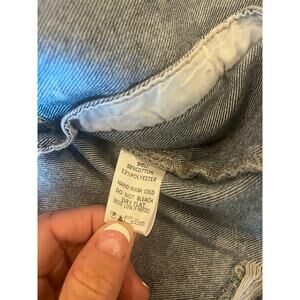 88%COTTON
12%POLYESTER
HAND WASH COLD
DO NOT BLEACH
DRY FLAT